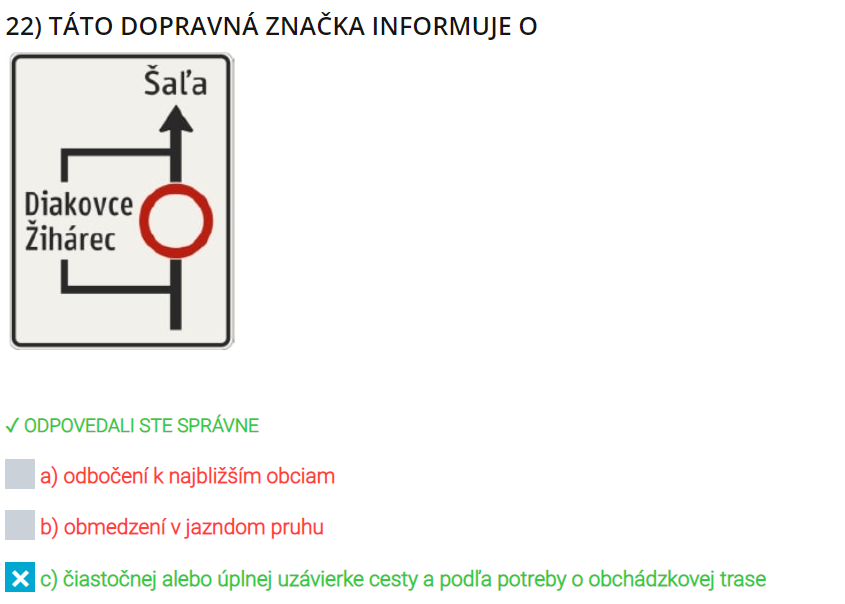 22) TÁTO DOPRAVNÁ ZNAČKA INFORMUJE O
Šaľa
Diakovce
Žihárec
✓ ODPOVEDALI STE SPRÁVNE
a) odbočení k najbližším obciam
b) obmedzení v jazndom pruhu
c) čiastočnej alebo úplnej uzávierke cesty a podľa potreby o obchádzkovej trase